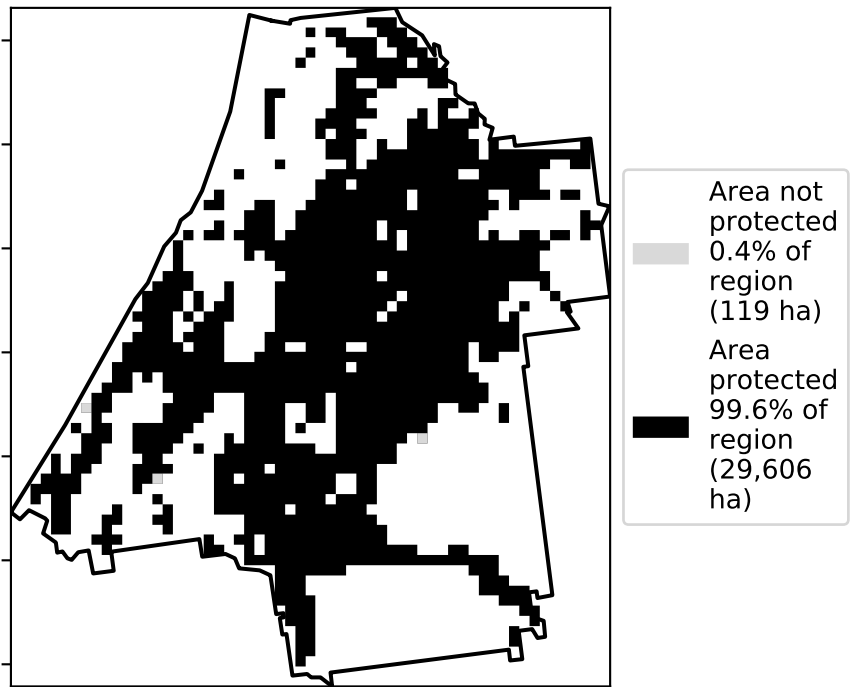 Area not
protected
0.4% of
region
(119 ha)
Area
protected
99.6% of
region
(29,606
ha)